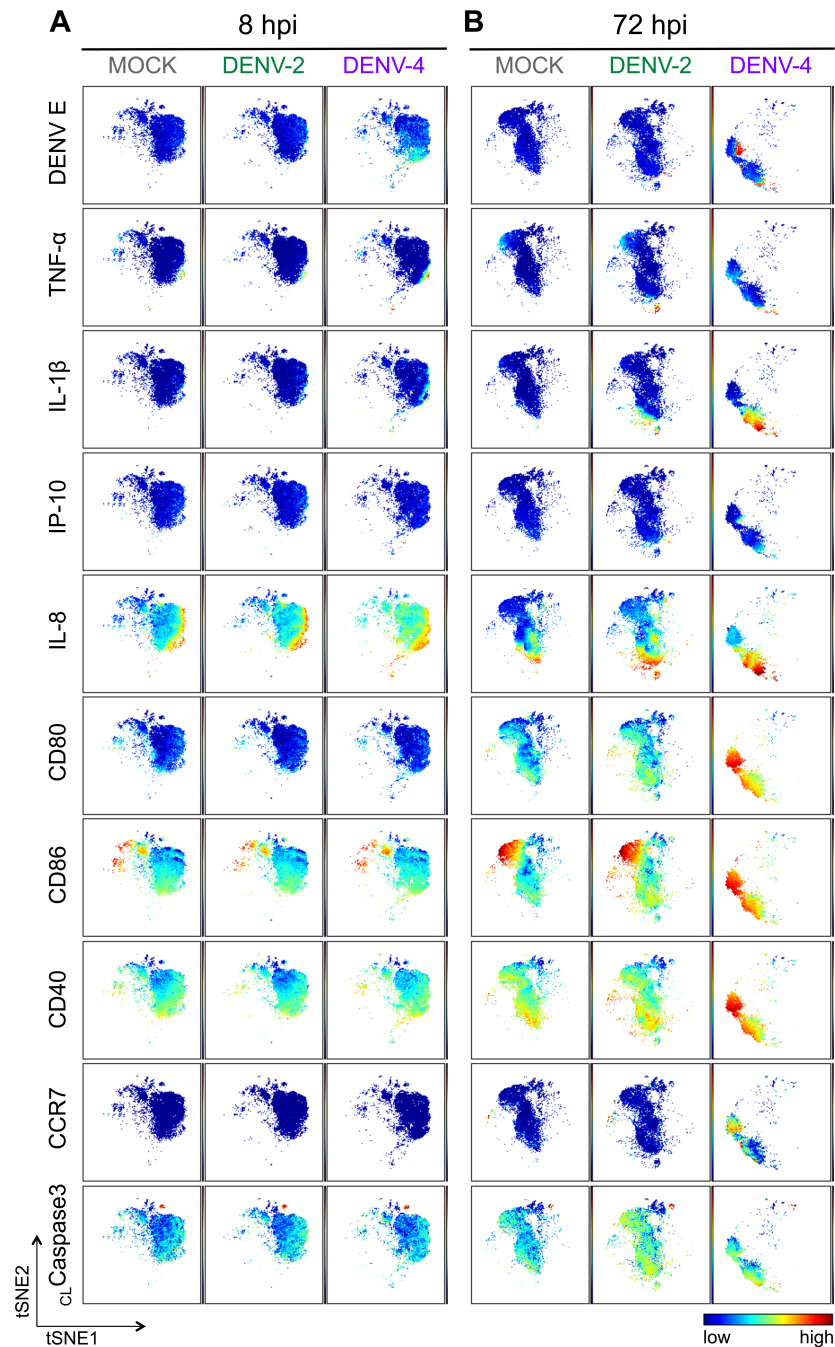 A 8 hpi B 72 hpi
MOCK DENV-2 DENV-4 MOCK DENV-2 DENV-4
DENV E
TNF-α
IL-1β
IP-10
IL-8
CD80
CD86
CD40
CCR7
CLCaspase3
tSNE2
tSNE1
low high